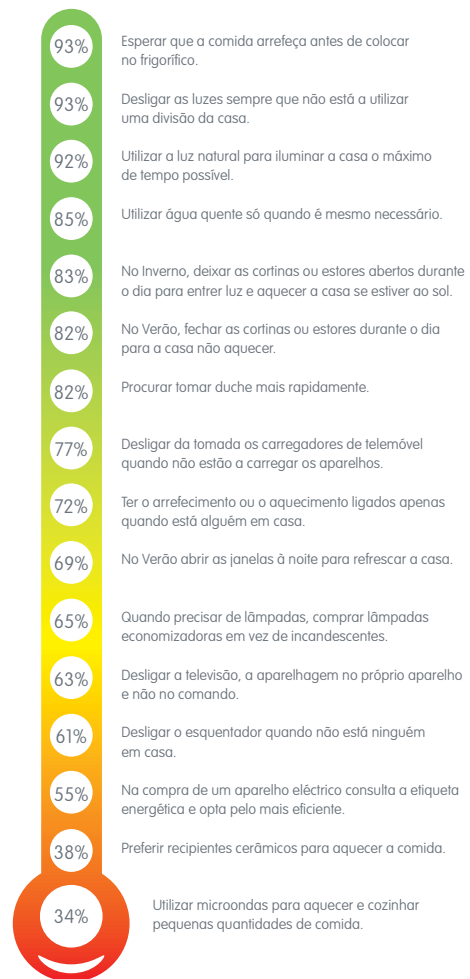 93%
Esperar que a comida arrefeça antes de colocar
no frigorífico.
93%
Desligar as luzes sempre que não está a utilizar
uma divisão da casa.
92%
Utilizar a luz natural para iluminar a casa o máximo
de tempo possível.
85%
Utilizar água quente só quando é mesmo necessário.
83%
No Inverno, deixar as cortinas ou estores abertos durante
o dia para entrer luz e aquecer a casa se estiver ao sol.
82%
No Verão, fechar as cortinas ou estores durante o dia
para a casa não aquecer.
82%
Procurar tomar duche mais rapidamente.
77%
Desligar da tomada os carregadores de telemóvel
quando não estão a carregar os aparelhos.
72%
Ter o arrefecimento ou o aquecimento ligados apenas
quando está alguém em casa.
69%
No Verão abrir as janelas à noite para refrescar a casa.
65%
Quando precisar de lâmpadas, comprar lâmpadas
economizadoras em vez de incandescentes.
63%
Desligar a televisão, a aparelhagem no próprio aparelho
e não no comando.
61%
Desligar o esquentador quando não está ninguém
em casa.
55%
Na compra de um aparelho eléctrico consulta a etiqueta
energética e opta pelo mais eficiente.
38%
Preferir recipientes cerâmicos para aquecer a comida.
34%
Utilizar microondas para aquecer e cozinhar
pequenas quantidades de comida.